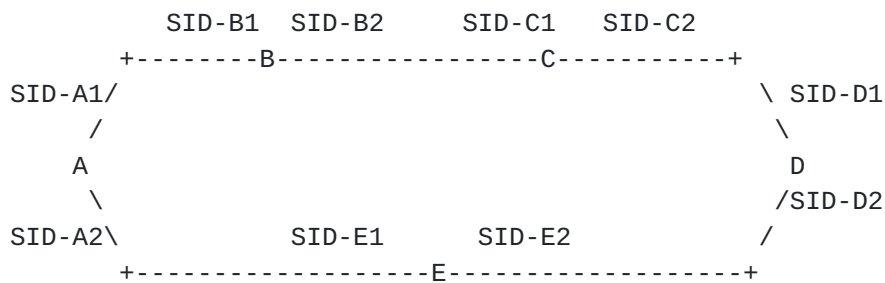 SID-B1 SID-B2 SID-C1 SID-C2
+--------B-----------------C-----------+
SID-A1/ \ SID-D1
/ \
A D
\ /SID-D2
SID-A2\ SID-E1 SID-E2 /
+-------------------E-------------------+